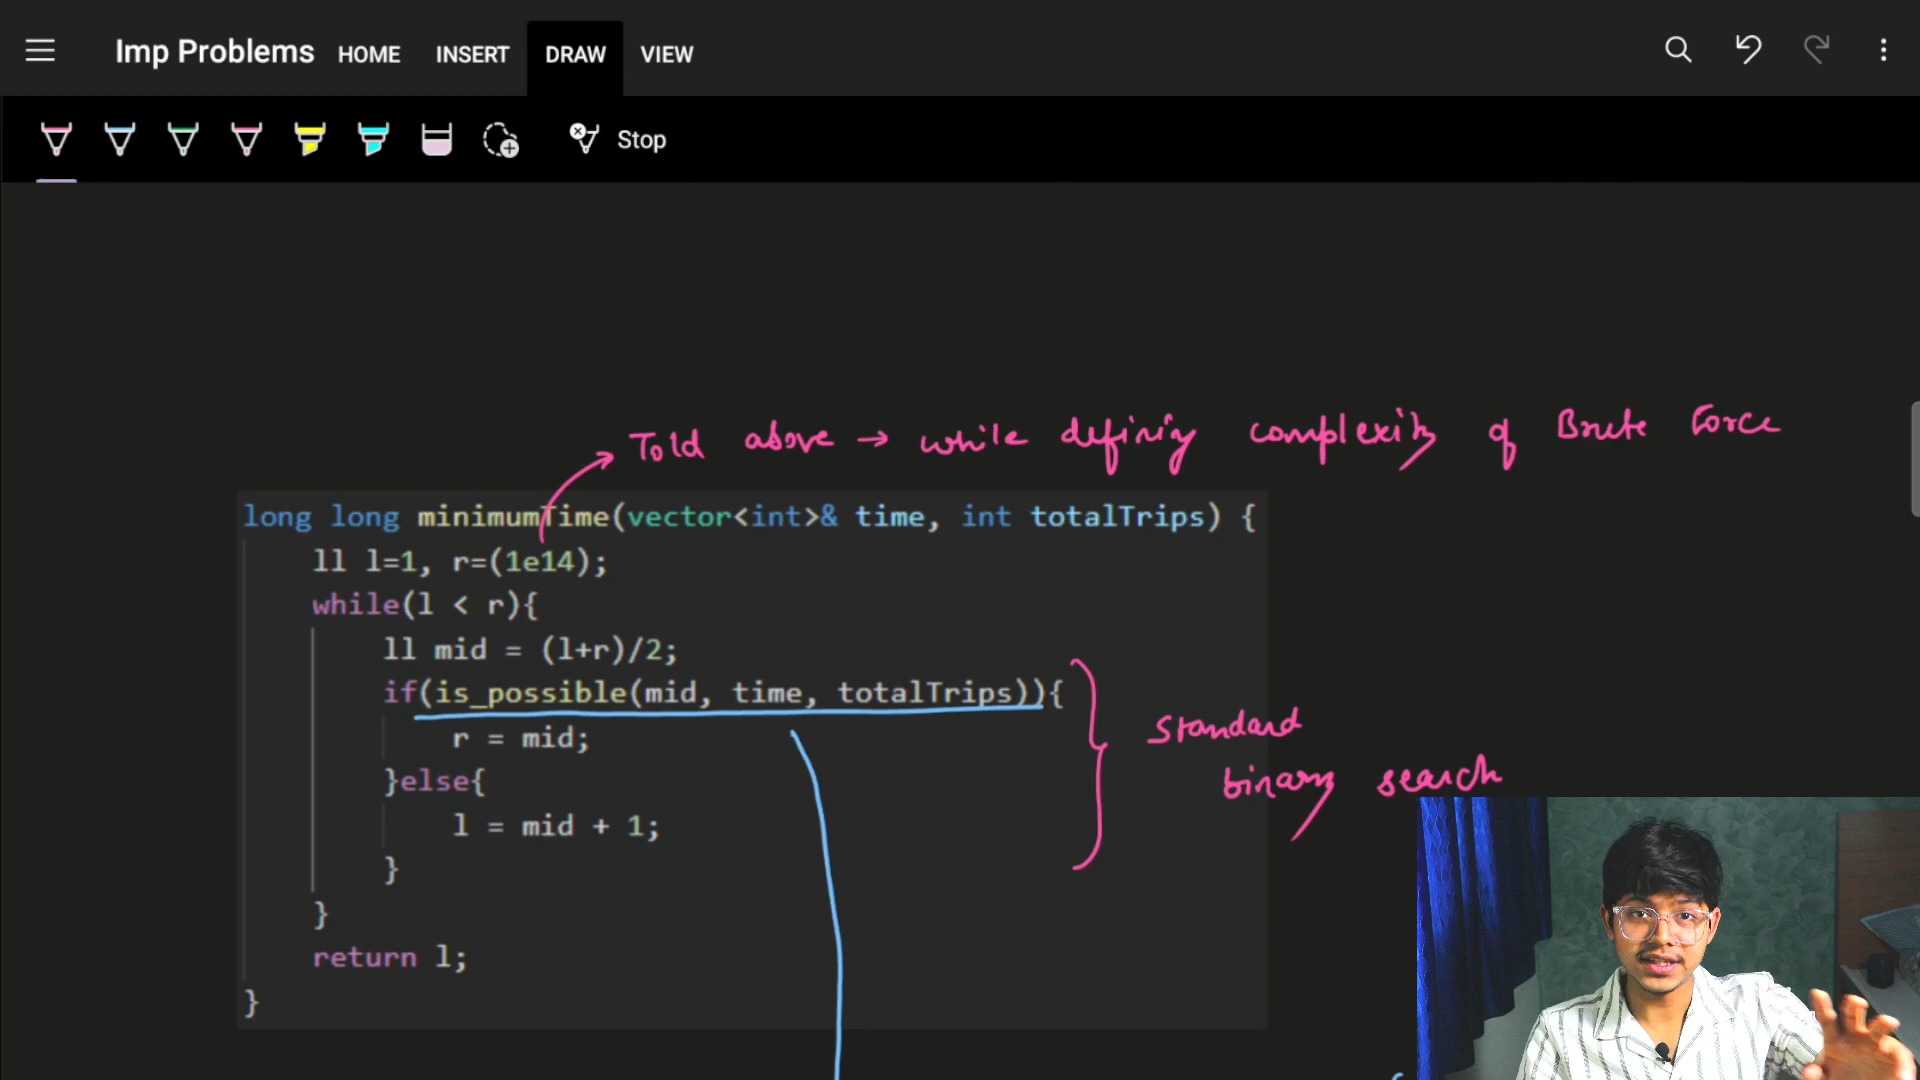 Imp Problems HOME INSERT DRAW VIEW
Stop
Told above → while defining complexity of Brute Force
long long minimumTime(vector<int>& time, int totalTrips) {
ll l=1, r=(1e14);
while(l < r){
ll mid = (l+r)/2;
if(is_possible(mid, time, totalTrips)){
r = mid;
}else{
l = mid + 1;
}
}
return l;
}
Standard
binary search